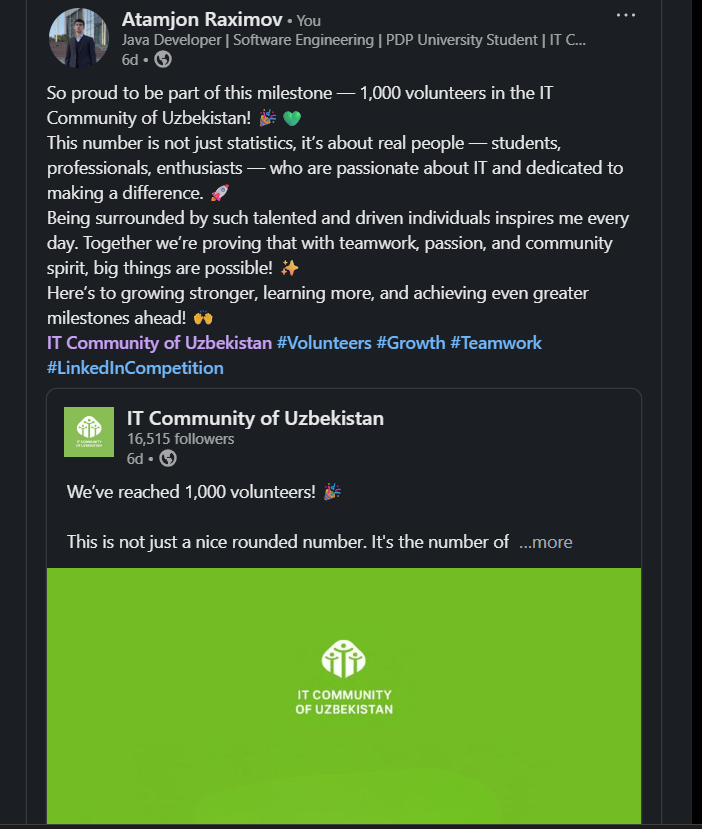 Atamjon Raximov • You
Java Developer | Software Engineering | PDP University Student | IT C...
6d •
So proud to be part of this milestone — 1,000 volunteers in the IT
Community of Uzbekistan! 🎉 💚
This number is not just statistics, it’s about real people — students,
professionals, enthusiasts — who are passionate about IT and dedicated to
making a difference. 🚀
Being surrounded by such talented and driven individuals inspires me every
day. Together we’re proving that with teamwork, passion, and community
spirit, big things are possible! ✨
Here’s to growing stronger, learning more, and achieving even greater
milestones ahead! 🙌
IT Community of Uzbekistan #Volunteers #Growth #Teamwork
#LinkedInCompetition
IT COMMUNITY
OF UZBEKISTAN
IT Community of Uzbekistan
16,515 followers
6d •
We’ve reached 1,000 volunteers! 🎉
This is not just a nice rounded number. It's the number of ...more
IT COMMUNITY
OF UZBEKISTAN